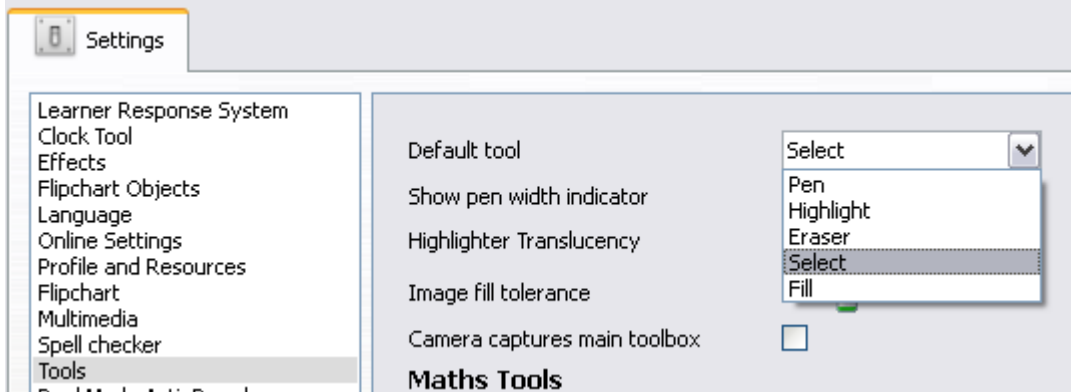 Settings
Learner Response System
Clock Tool
Effects
Flipchart Objects
Language
Online Settings
Profile and Resources
Flipchart
Multimedia
Spell checker
Tools
Default tool
Select
Pen
Highlight
Eraser
Select
Fill
Show pen width indicator
Highlighter Translucency
Image fill tolerance
Camera captures main toolbox
Maths Tools